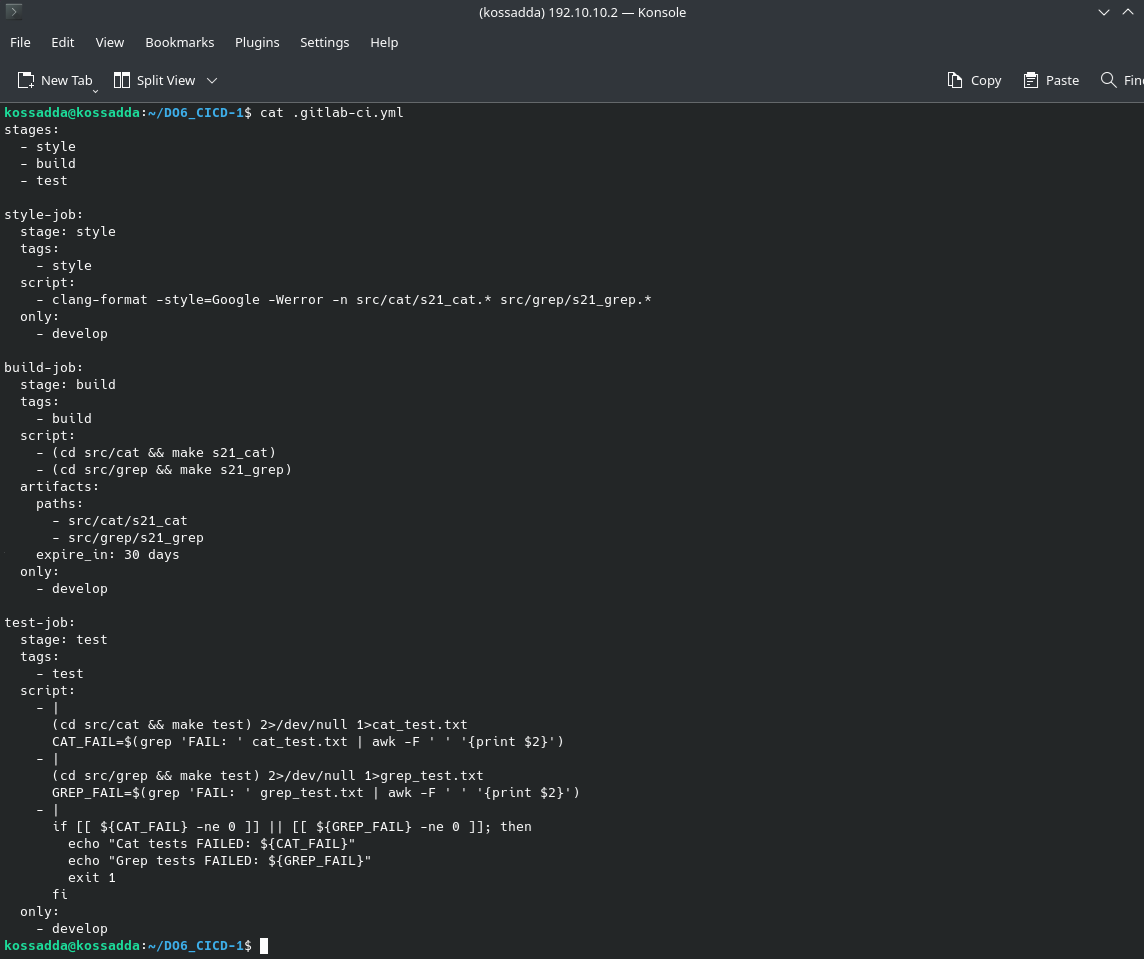 (kossadda) 192.10.10.2 — Konsole
File Edit View Bookmarks Plugins Settings Help
New Tab Split View Copy Paste
kossadda@kossadda:~/DO6_CICD-1$ cat .gitlab-ci.yml
stages:
  - style
  - build
  - test

style-job:
  stage: style
  tags:
    - style
  script:
    - clang-format -style=Google -Werror -n src/cat/s21_cat.* src/grep/s21_grep.*
  only:
    - develop

build-job:
  stage: build
  tags:
    - build
  script:
    - (cd src/cat && make s21_cat)
    - (cd src/grep && make s21_grep)
  artifacts:
    paths:
      - src/cat/s21_cat
      - src/grep/s21_grep
    expire_in: 30 days
  only:
    - develop

test-job:
  stage: test
  tags:
    - test
  script:
    - |
      (cd src/cat && make test) 2>/dev/null 1>cat_test.txt
      CAT_FAIL=$(grep 'FAIL: ' cat_test.txt | awk -F ' ' '{print $2}')
    - |
      (cd src/grep && make test) 2>/dev/null 1>grep_test.txt
      GREP_FAIL=$(grep 'FAIL: ' grep_test.txt | awk -F ' ' '{print $2}')
    - |
      if [[ ${CAT_FAIL} -ne 0 ]] || [[ ${GREP_FAIL} -ne 0 ]]; then
        echo "Cat tests FAILED: ${CAT_FAIL}"
        echo "Grep tests FAILED: ${GREP_FAIL}"
        exit 1
      fi
  only:
    - develop
kossadda@kossadda:~/DO6_CICD-1$